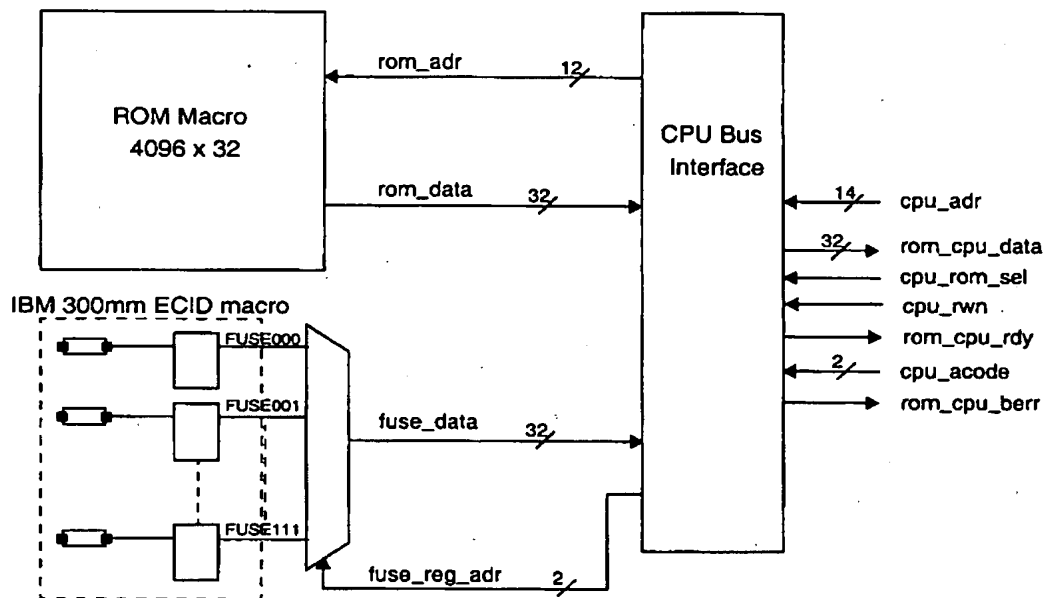 ROM Macro
4096 x 32
rom_adr
12
rom_data
32
CPU Bus
Interface
14
cpu_adr
32
rom_cpu_data
cpu_rom_sel
cpu_rwn
rom_cpu_rdy
2
cpu_acode
rom_cpu_berr
IBM 300mm ECID macro
FUSE000
FUSE001
FUSE111
fuse_data
32
fuse_reg_adr
2